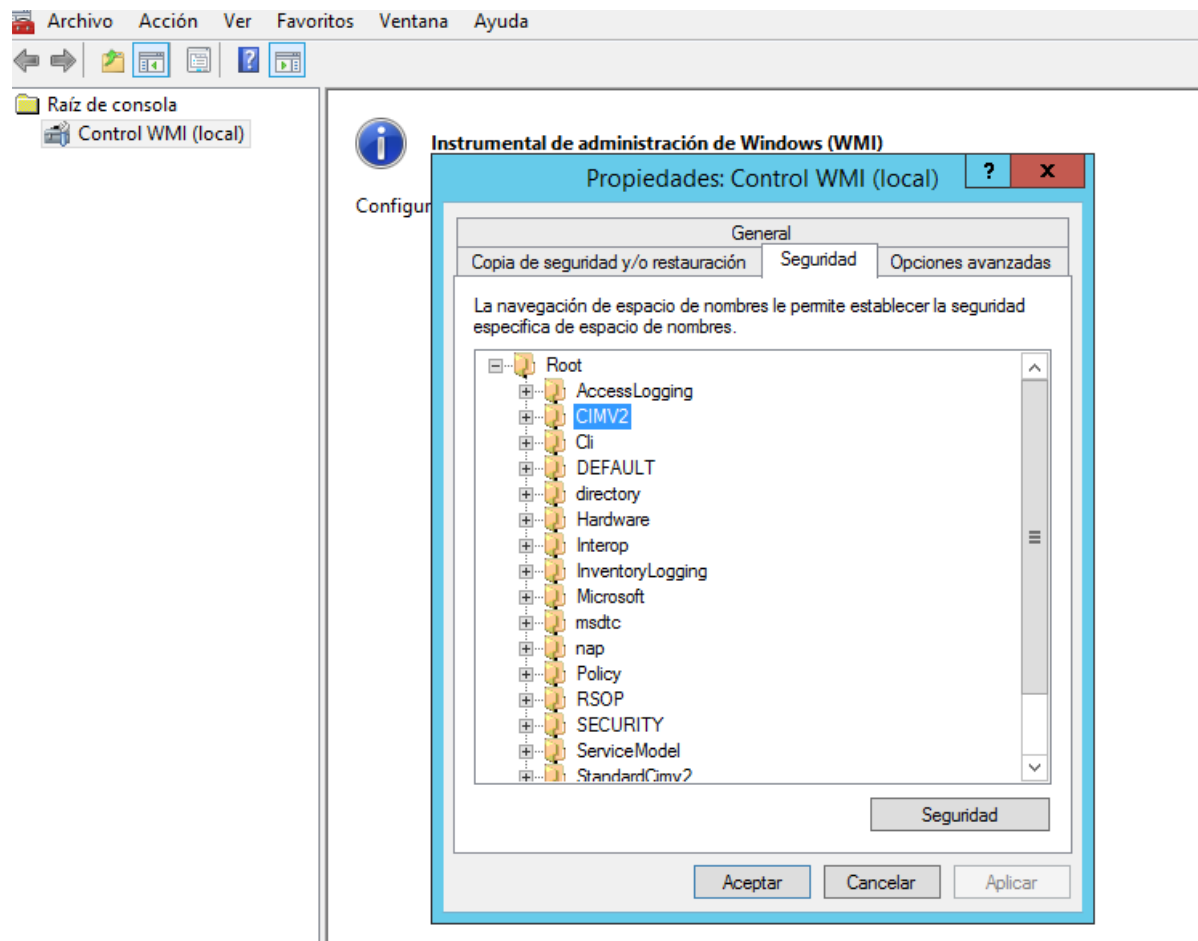 Archivo Acción Ver Favoritos Ventana Ayuda
Raíz de consola
Control WMI (local)
Instrumental de administración de Windows (WMI)
Configur
Propiedades: Control WMI (local)
? x
General
Copia de seguridad y/o restauración Seguridad Opciones avanzadas
La navegación de espacio de nombres le permite establecer la seguridad
especifica de espacio de nombres.
Root
AccessLogging
CIMV2
Cli
DEFAULT
directory
Hardware
Interop
InventoryLogging
Microsoft
msdtc
nap
Policy
RSOP
SECURITY
ServiceModel
StandardCimv2
Seguridad
Aceptar Cancelar Aplicar